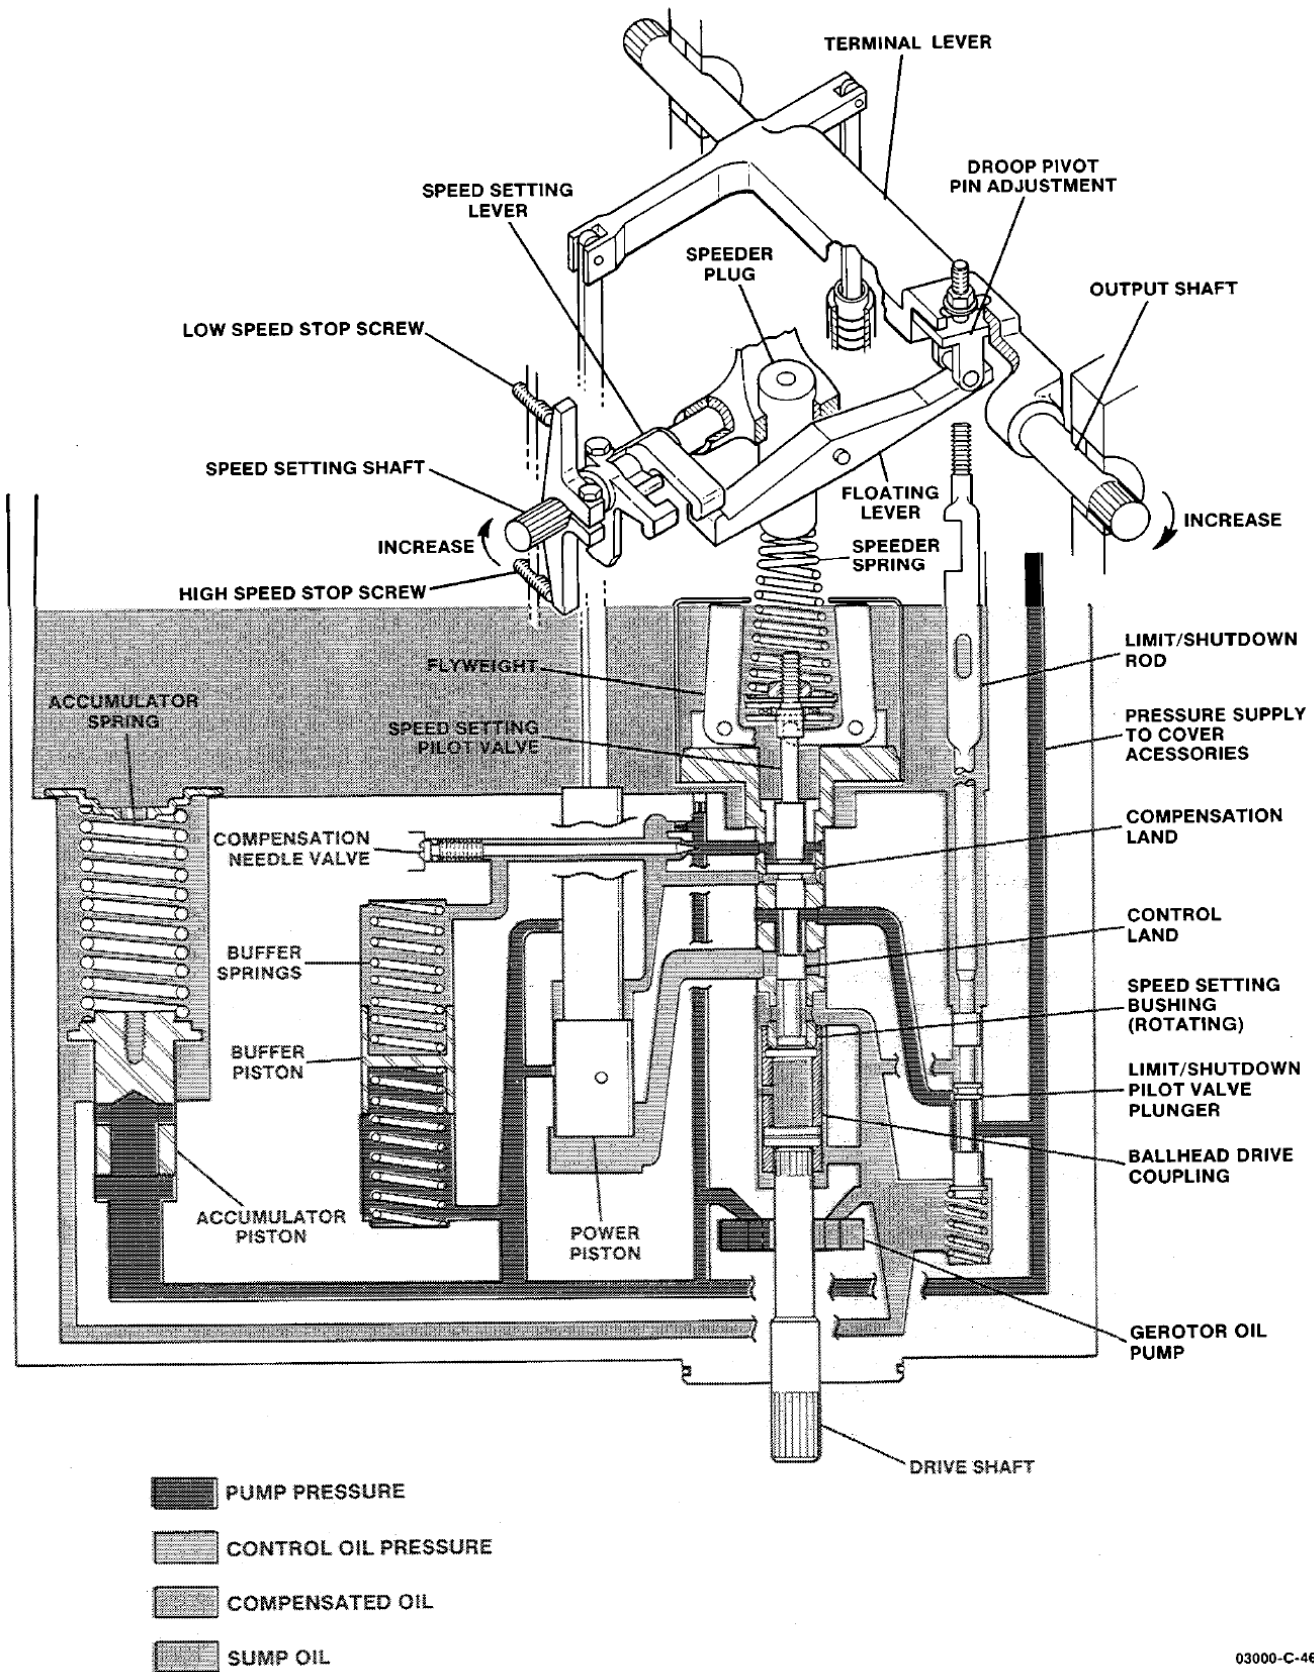 TERMINAL LEVER
DROOP PIVOT
PIN ADJUSTMENT
SPEED SETTING
LEVER
SPEEDER
PLUG
OUTPUT SHAFT
LOW SPEED STOP SCREW
SPEED SETTING SHAFT
FLOATING
LEVER
INCREASE
INCREASE
SPEEDER
SPRING
HIGH SPEED STOP SCREW
LIMIT/SHUTDOWN
ROD
FLYWEIGHT
ACCUMULATOR
SPRING
SPEED SETTING
PILOT VALVE
PRESSURE SUPPLY
TO COVER
ACESSORIES
COMPENSATION
NEEDLE VALVE
COMPENSATION
LAND
BUFFER
SPRINGS
CONTROL
LAND
SPEED SETTING
BUSHING
(ROTATING)
BUFFER
PISTON
LIMIT/SHUTDOWN
PILOT VALVE
PLUNGER
BALLHEAD DRIVE
COUPLING
ACCUMULATOR
PISTON
POWER
PISTON
GEROTOR OIL
PUMP
DRIVE SHAFT
PUMP PRESSURE
CONTROL OIL PRESSURE
COMPENSATED OIL
SUMP OIL
03000-C-46